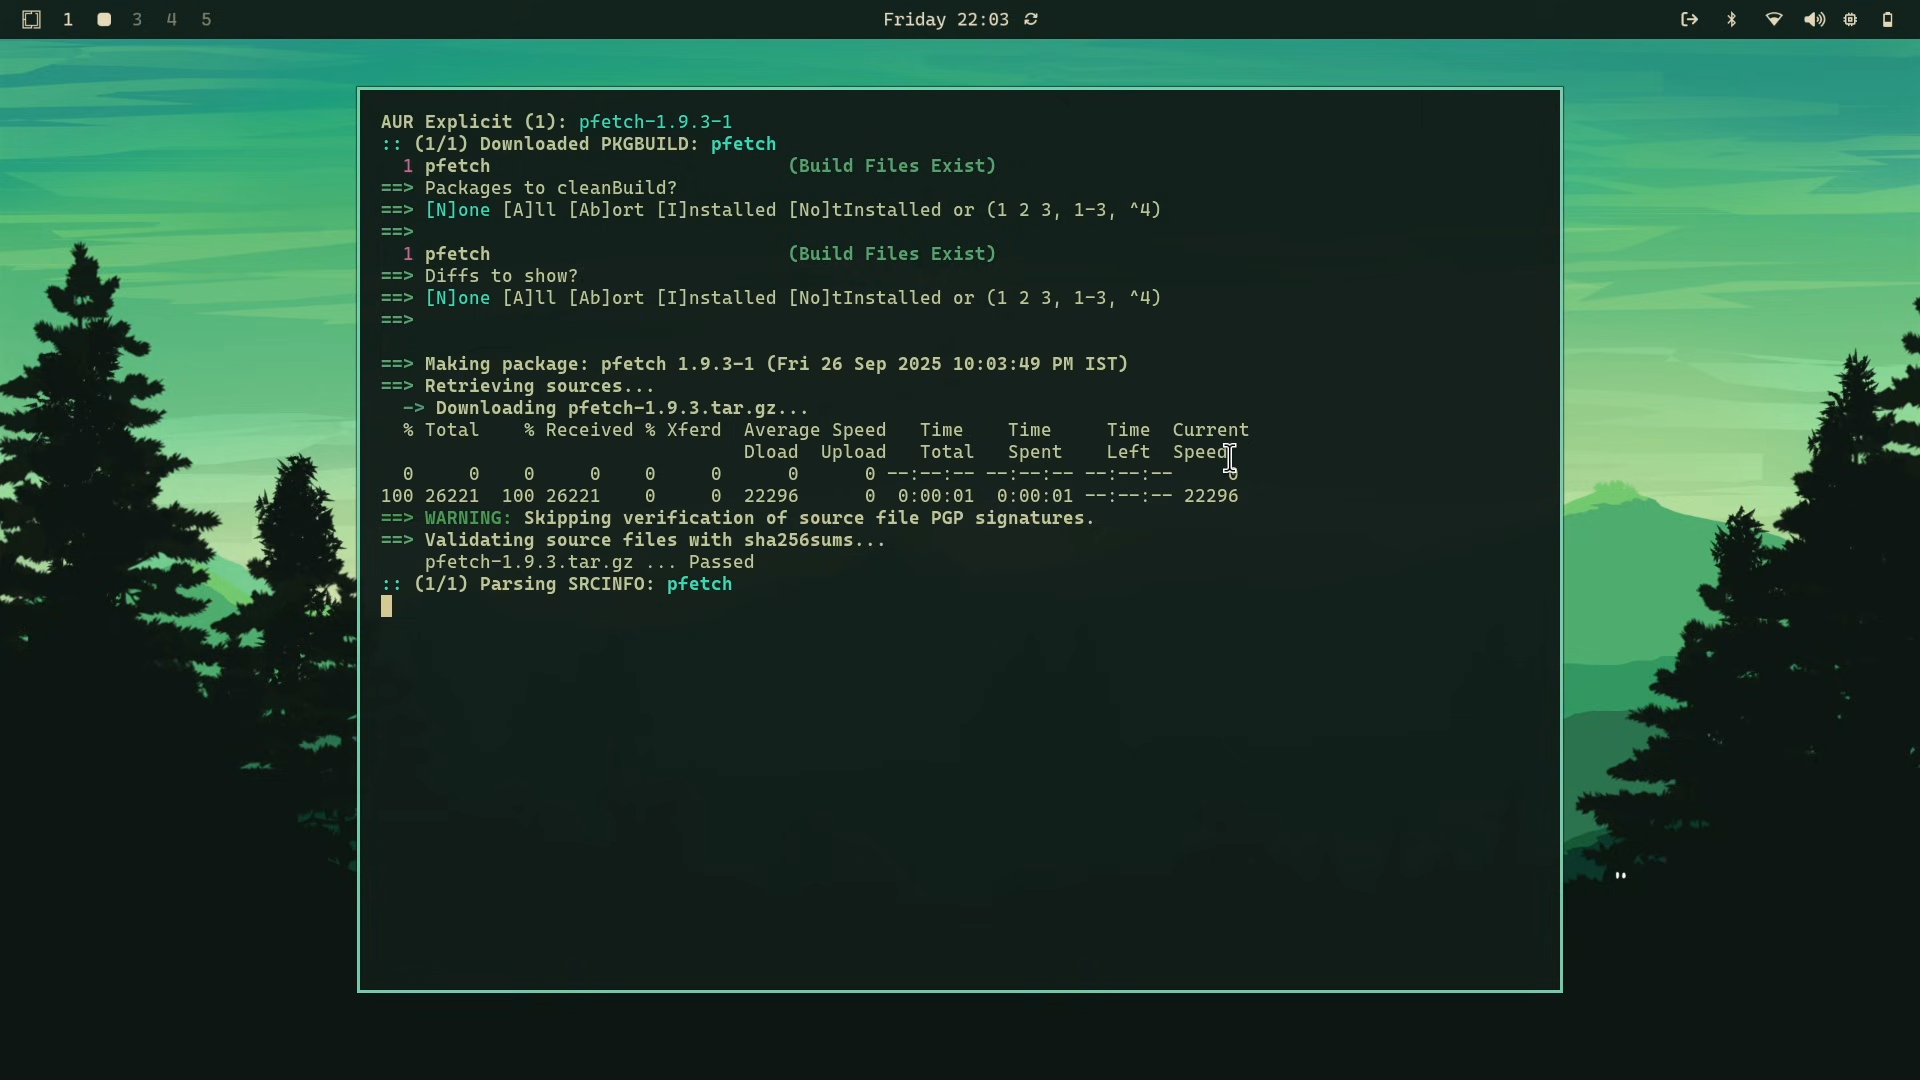 1 3 4 5 Friday 22:03
AUR Explicit (1): pfetch-1.9.3-1
:: (1/1) Downloaded PKGBUILD: pfetch
  1 pfetch                           (Build Files Exist)
==> Packages to cleanBuild?
==> [N]one [A]ll [Ab]ort [I]nstalled [No]tInstalled or (1 2 3, 1-3, ^4)
==>
  1 pfetch                           (Build Files Exist)
==> Diffs to show?
==> [N]one [A]ll [Ab]ort [I]nstalled [No]tInstalled or (1 2 3, 1-3, ^4)
==>
==> Making package: pfetch 1.9.3-1 (Fri 26 Sep 2025 10:03:49 PM IST)
==> Retrieving sources...
  -> Downloading pfetch-1.9.3.tar.gz...
  % Total    % Received % Xferd  Average Speed   Time    Time     Time  Current
                                 Dload  Upload   Total   Spent    Left  Speed
  0     0    0     0    0     0      0      0 --:--:-- --:--:-- --:--:--     0
100 26221  100 26221    0     0  22296      0  0:00:01  0:00:01 --:--:-- 22296
==> WARNING: Skipping verification of source file PGP signatures.
==> Validating source files with sha256sums...
    pfetch-1.9.3.tar.gz ... Passed
:: (1/1) Parsing SRCINFO: pfetch